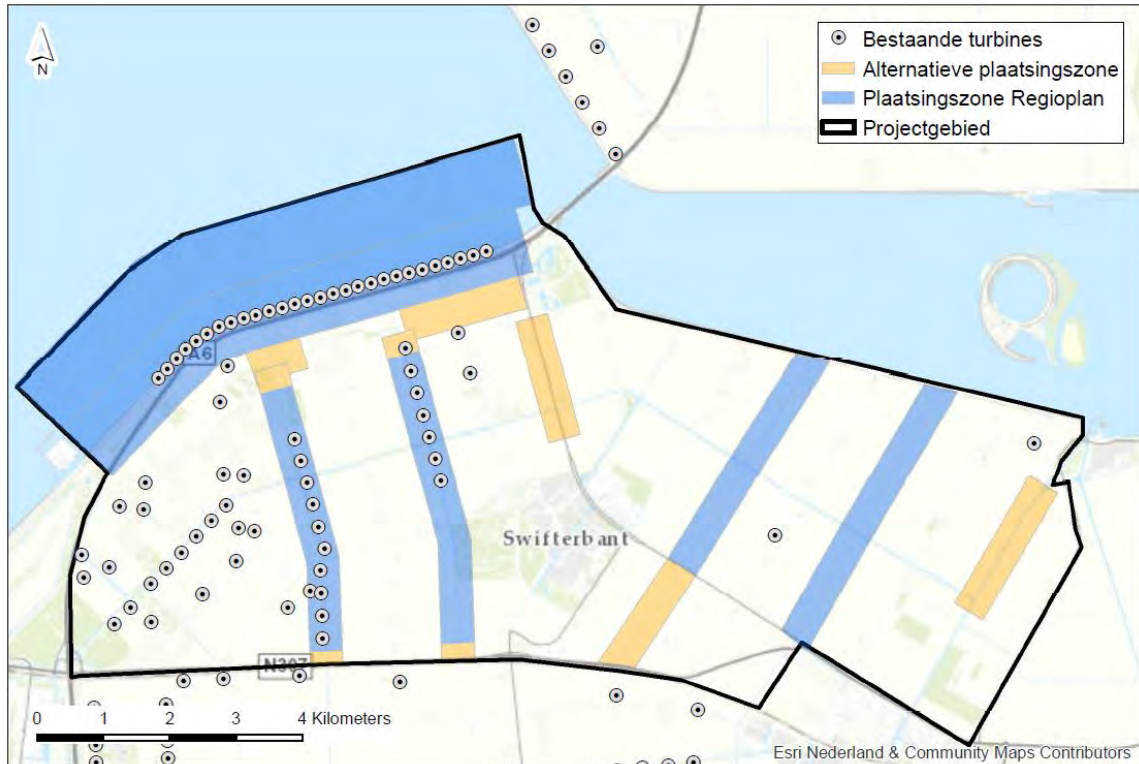 N
Bestaande turbines
Alternatieve plaatsingszone
Plaatsingszone Regioplan
Projectgebied
A6
Swifterbant
N307
0 1 2 3 4 Kilometers
Esri Nederland & Community Maps Contributors